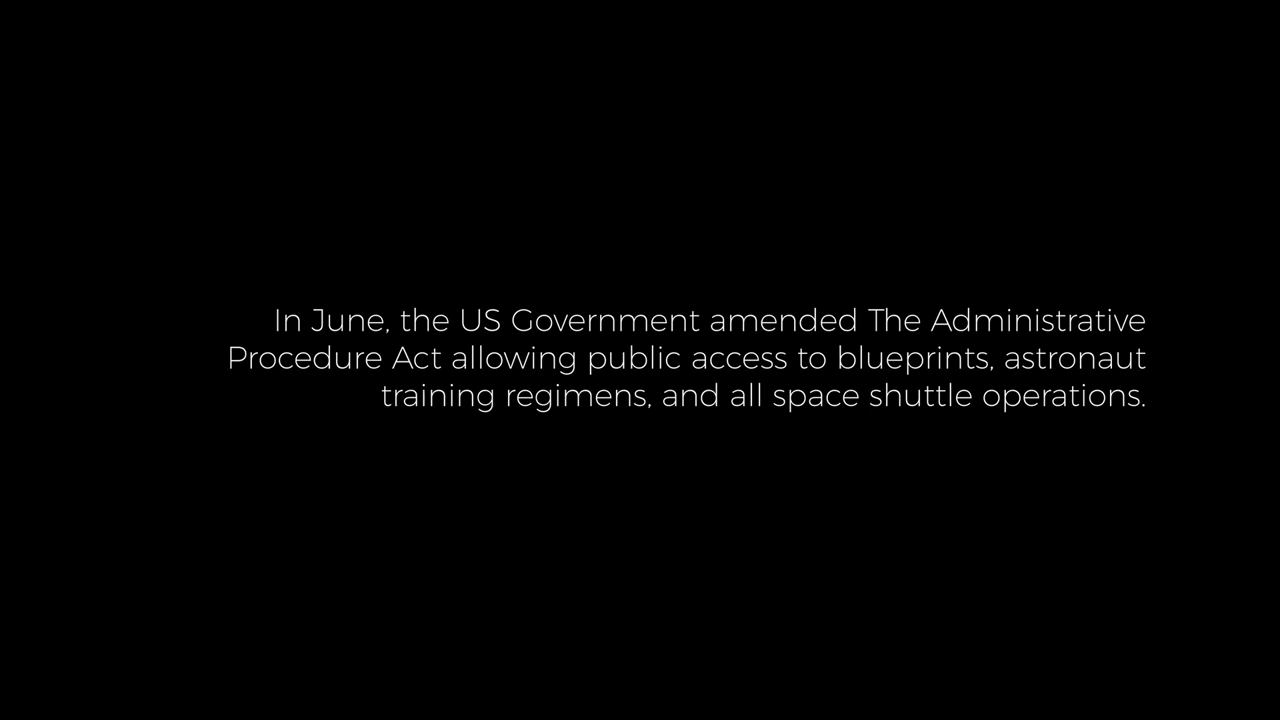 In June, the US Government amended The Administrative
Procedure Act allowing public access to blueprints, astronaut
training regimens, and all space shuttle operations.